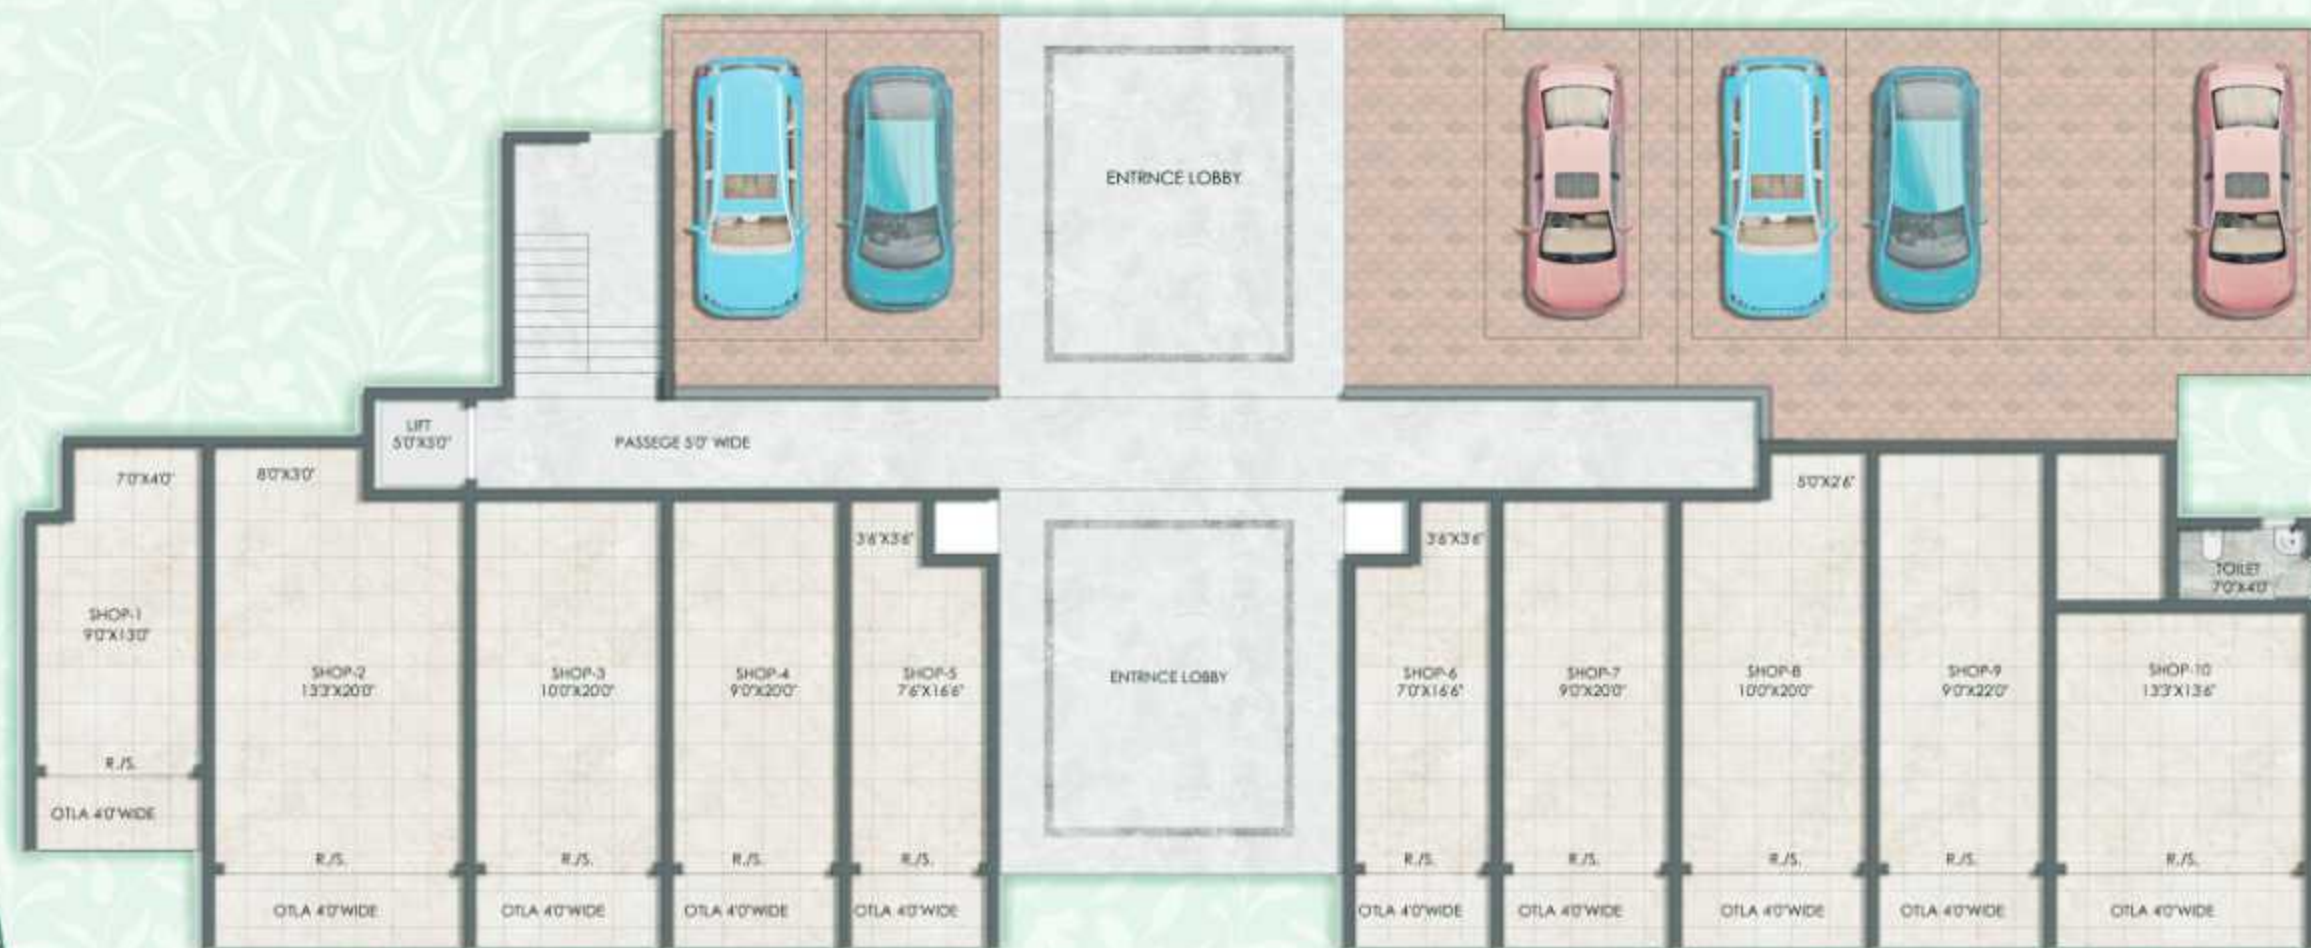 ENTRNCE LOBBY
LIFT
5'0"X5'0"
PASSEGE 5'0" WIDE
7'0"X4'0"
8'0"X3'0"
5'0"X2'6"
3'6"X3'6"
3'6"X3'6"
TOILET
7'0"X4'0"
SHOP-1
9'0"X13'0"
SHOP-2
13'3"X20'0"
SHOP-3
10'0"X20'0"
SHOP-4
9'0"X20'0"
SHOP-5
7'6"X16'6"
ENTRNCE LOBBY
SHOP-6
7'0"X16'6"
SHOP-7
9'0"X20'0"
SHOP-8
10'0"X20'0"
SHOP-9
9'0"X22'0"
SHOP-10
13'3"X13'6"
R./S.
OTLA 4'0"WIDE
R./S.
R./S.
R./S.
R./S.
R./S.
R./S.
R./S.
R./S.
R./S.
OTLA 4'0"WIDE
OTLA 4'0"WIDE
OTLA 4'0"WIDE
OTLA 4'0"WIDE
OTLA 4'0"WIDE
OTLA 4'0"WIDE
OTLA 4'0"WIDE
OTLA 4'0"WIDE
OTLA 4'0"WIDE